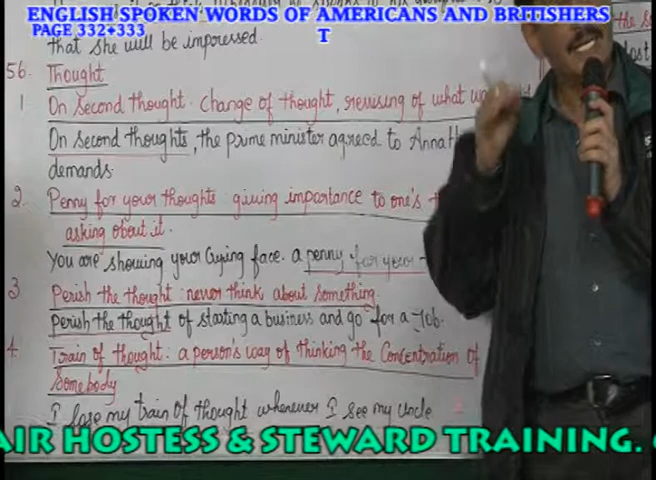 ENGLISH SPOKEN WORDS OF AMERICANS AND BRITISHERS
PAGE 332+333
T
that she will be impressed
56. Thought
1 On Second thought. Change of thought, revising of what
On Second thoughts, the prime minister agreed to Anna
demands.
2. Penny for your thoughts giving importance to one's
asking about it.
You are showing your crying face. a penny for your
3 Perish the thought never think about something.
Perish the thought of starting a business and go for a Job.
4 Train of thought: a person's way of thinking the Concentration of
Somebody
I lose my train of thought whenever I see my uncle
AIR HOSTESS & STEWARD TRAINING.